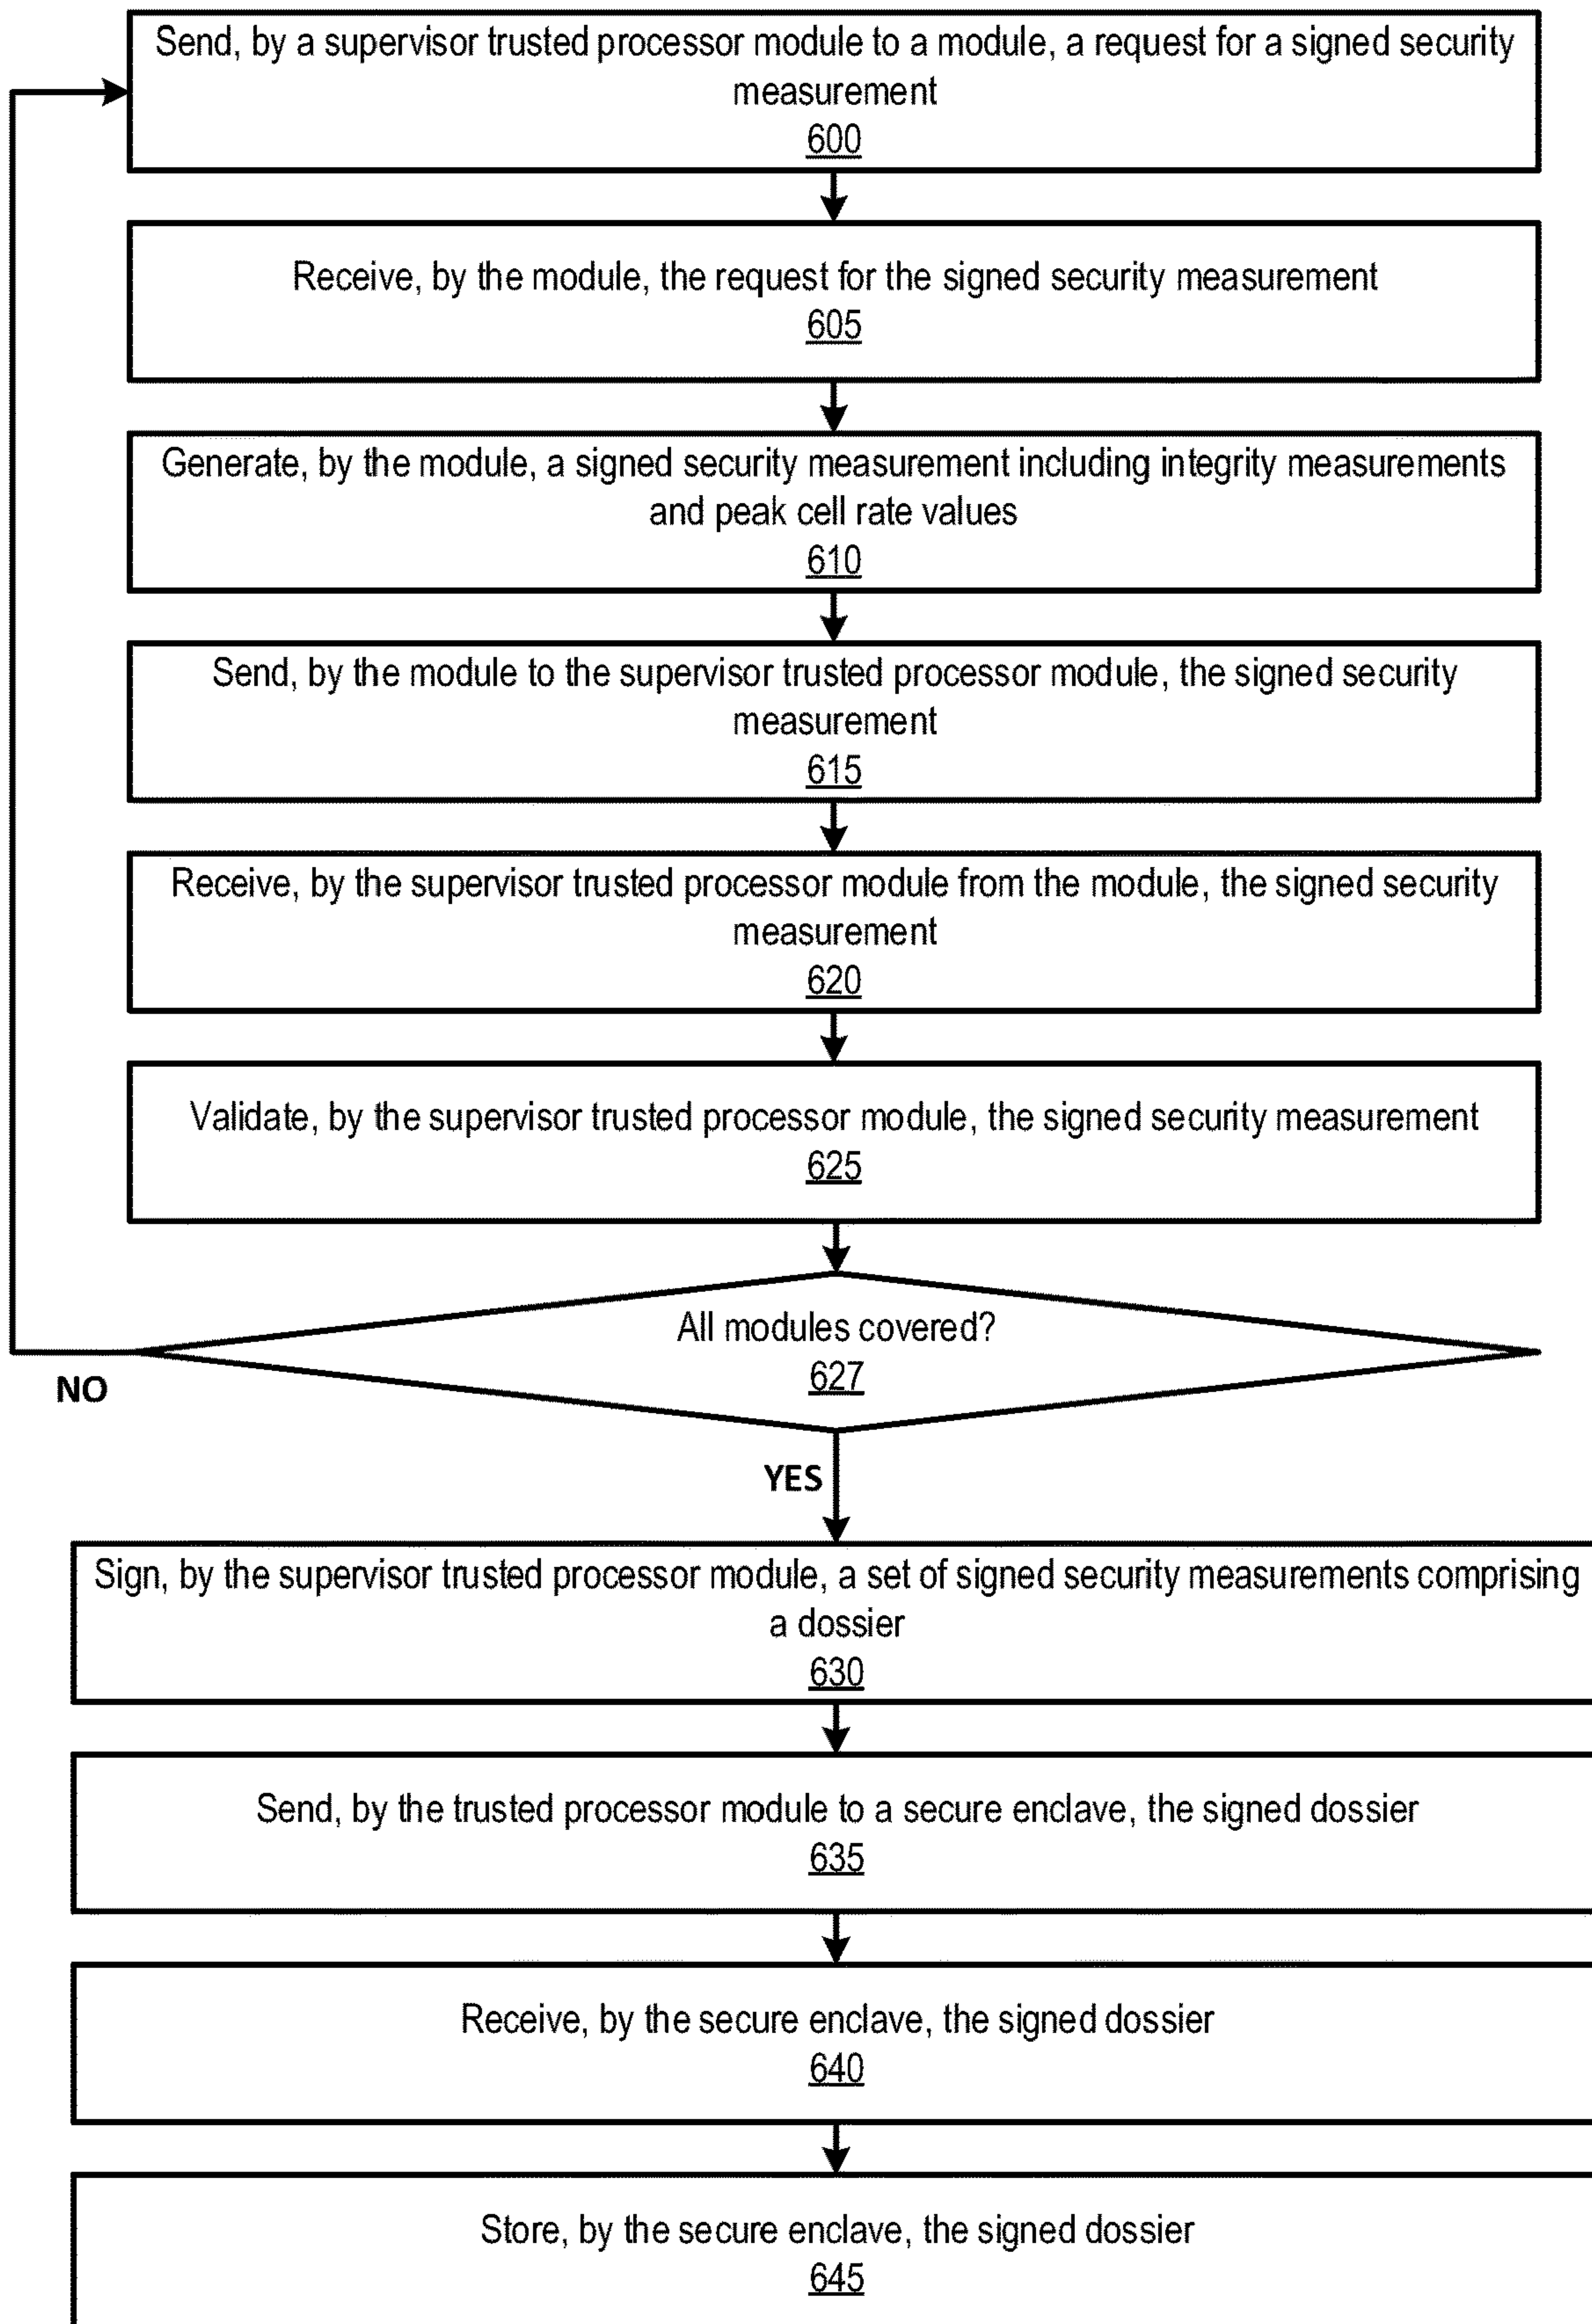 Send, by a supervisor trusted processor module to a module, a request for a signed security
measurement
600
Receive, by the module, the request for the signed security measurement
605
Generate, by the module, a signed security measurement including integrity measurements
and peak cell rate values
610
Send, by the module to the supervisor trusted processor module, the signed security
measurement
615
Receive, by the supervisor trusted processor module from the module, the signed security
measurement
620
Validate, by the supervisor trusted processor module, the signed security measurement
625
All modules covered?
627
NO
YES
Sign, by the supervisor trusted processor module, a set of signed security measurements comprising
a dossier
630
Send, by the trusted processor module to a secure enclave, the signed dossier
635
Receive, by the secure enclave, the signed dossier
640
Store, by the secure enclave, the signed dossier
645